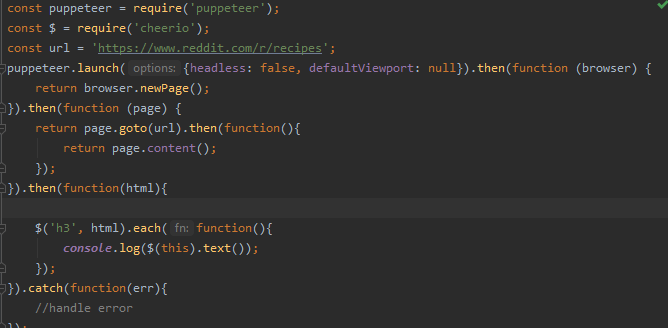 const puppeteer = require('puppeteer');
const $ = require('cheerio');
const url = 'https://www.reddit.com/r/recipes';
puppeteer.launch( options: {headless: false, defaultViewport: null}).then(function (browser) {
    return browser.newPage();
}).then(function (page) {
    return page.goto(url).then(function(){
        return page.content();
    });
}).then(function(html){
    $('h3', html).each( fn: function(){
        console.log($(this).text());
    });
}).catch(function(err){
    //handle error
});